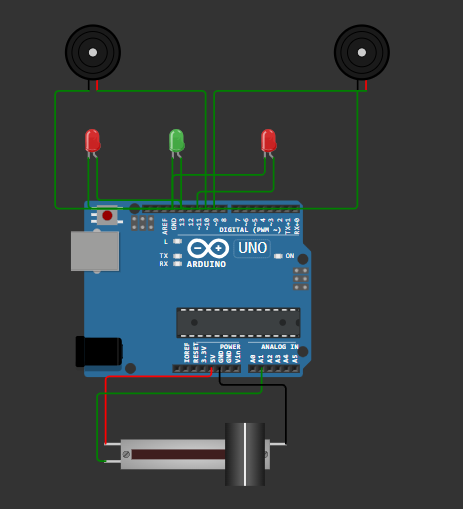 AREF
GND
13
12
~11
~10
~9
8
7
~6
~5
4
~3
2
TX→1
RX←0
DIGITAL (PWM ~)
L
TX
RX
UNO
ON
ARDUINO
POWER
ANALOG IN
IOREF
RESET
3.3V
5V
GND
GND
Vin
A0
A1
A2
A3
A4
A5